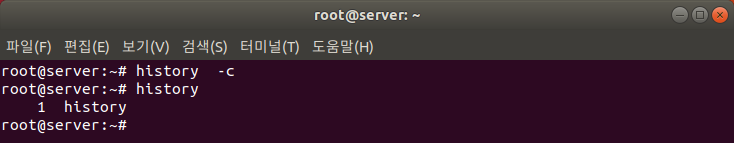 root@server: ~
파일(F) 편집(E) 보기(V) 검색(S) 터미널(T) 도움말(H)
root@server:~# history  -c
root@server:~# history
    1  history
root@server:~#